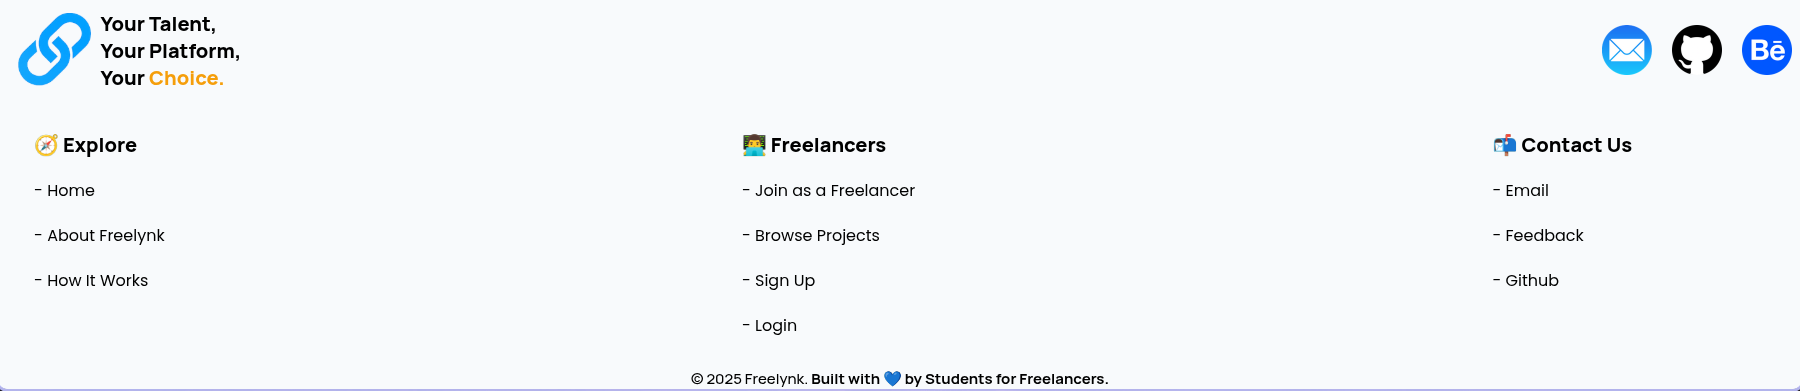 Your Talent,
Your Platform,
Your Choice.
Bē
🧭 Explore
- Home
- About Freelynk
- How It Works
👨‍💻 Freelancers
- Join as a Freelancer
- Browse Projects
- Sign Up
- Login
📬 Contact Us
- Email
- Feedback
- Github
© 2025 Freelynk. Built with 💙 by Students for Freelancers.